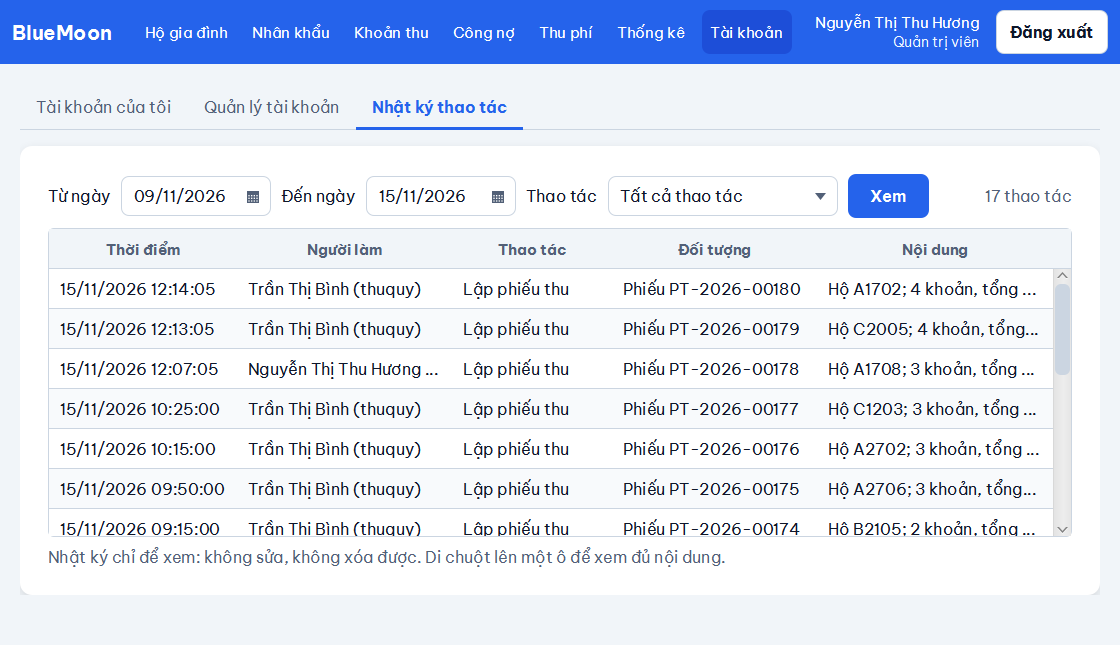 BlueMoon Hộ gia đình Nhân khẩu Khoản thu Công nợ Thu phí Thống kê Tài khoản Nguyễn Thị Thu Hương Đăng xuất
Quản trị viên
Tài khoản của tôi Quản lý tài khoản Nhật ký thao tác
Từ ngày 09/11/2026 Đến ngày 15/11/2026 Thao tác Tất cả thao tác Xem 17 thao tác
Thời điểm Người làm Thao tác Đối tượng Nội dung
15/11/2026 12:14:05 Trần Thị Bình (thuquy) Lập phiếu thu Phiếu PT-2026-00180 Hộ A1702; 4 khoản, tổng ...
15/11/2026 12:13:05 Trần Thị Bình (thuquy) Lập phiếu thu Phiếu PT-2026-00179 Hộ C2005; 4 khoản, tổng...
15/11/2026 12:07:05 Nguyễn Thị Thu Hương ... Lập phiếu thu Phiếu PT-2026-00178 Hộ A1708; 3 khoản, tổng ...
15/11/2026 10:25:00 Trần Thị Bình (thuquy) Lập phiếu thu Phiếu PT-2026-00177 Hộ C1203; 3 khoản, tổng ...
15/11/2026 10:15:00 Trần Thị Bình (thuquy) Lập phiếu thu Phiếu PT-2026-00176 Hộ A2702; 3 khoản, tổng ...
15/11/2026 09:50:00 Trần Thị Bình (thuquy) Lập phiếu thu Phiếu PT-2026-00175 Hộ A2706; 3 khoản, tổng...
15/11/2026 09:15:00 Trần Thị Bình (thuquy) Lập phiếu thu Phiếu PT-2026-00174 Hộ B2105; 2 khoản, tổng ...
Nhật ký chỉ để xem: không sửa, không xóa được. Di chuột lên một ô để xem đủ nội dung.